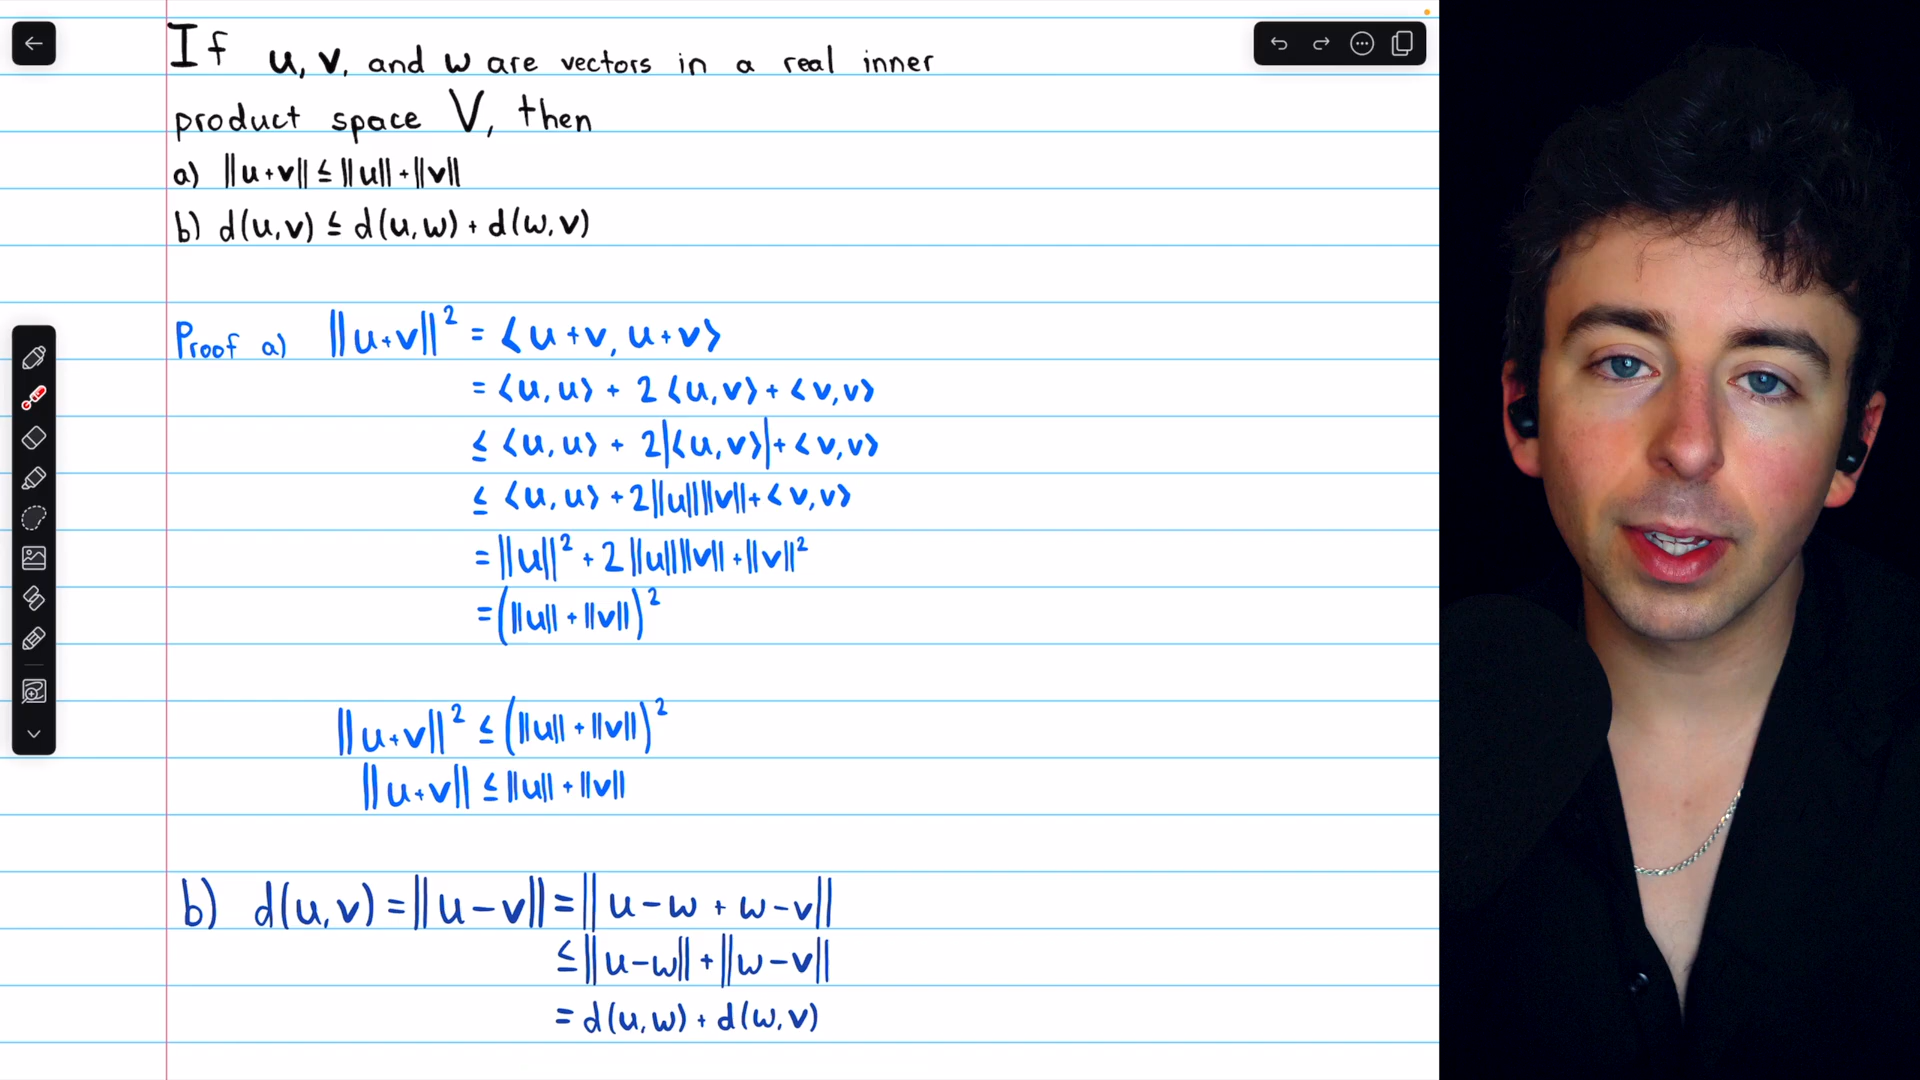 If u, v, and w are vectors in a real inner
product space V, then
a) ||u+v|| ≤ ||u|| + ||v||
b) d(u,v) ≤ d(u,w) + d(w,v)
Proof a) ||u+v||² = <u+v, u+v>
= <u,u> + 2<u,v> + <v,v>
≤ <u,u> + 2|<u,v>| + <v,v>
≤ <u,u> + 2||u||||v|| + <v,v>
= ||u||² + 2||u||||v|| + ||v||²
= (||u|| + ||v||)²
||u+v||² ≤ (||u|| + ||v||)²
||u+v|| ≤ ||u|| + ||v||
b) d(u,v) = ||u-v|| = ||u-w + w-v||
≤ ||u-w|| + ||w-v||
= d(u,w) + d(w,v)